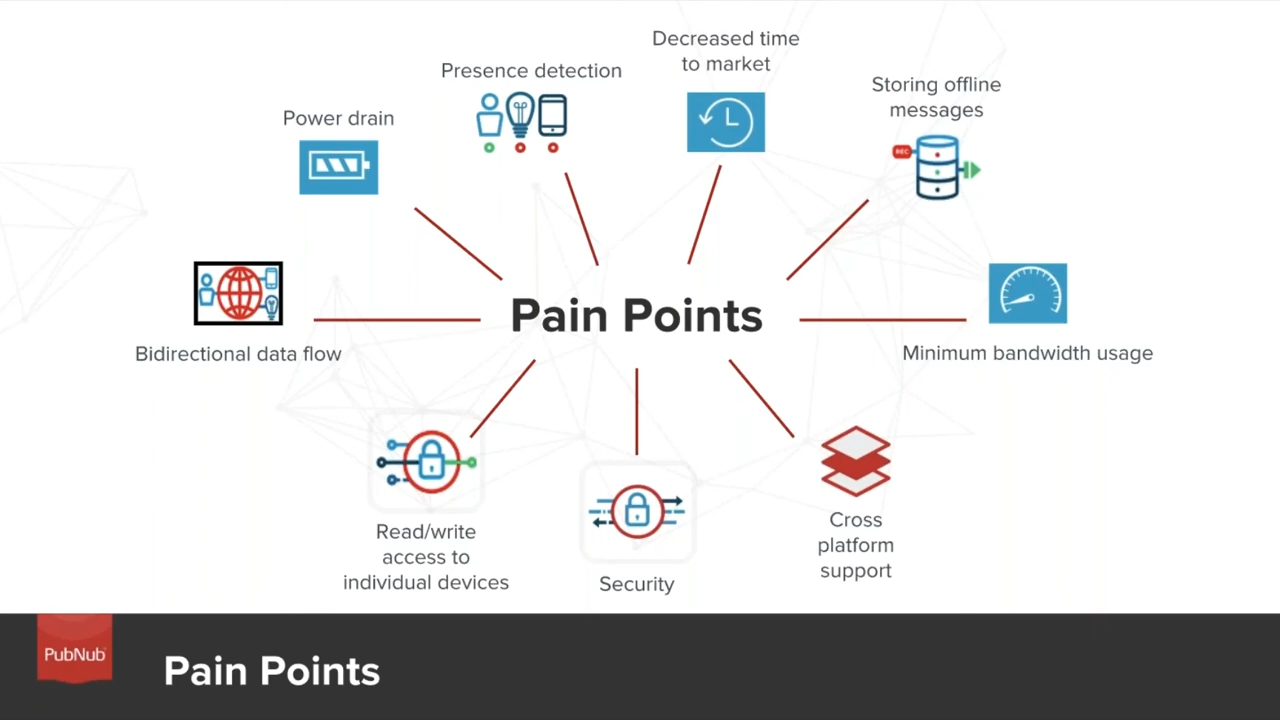 Decreased time
to market
Presence detection
Storing offline
messages
Power drain
REC
Pain Points
Bidirectional data flow
Minimum bandwidth usage
Read/write
access to
individual devices
Security
Cross
platform
support
PubNub
Pain Points